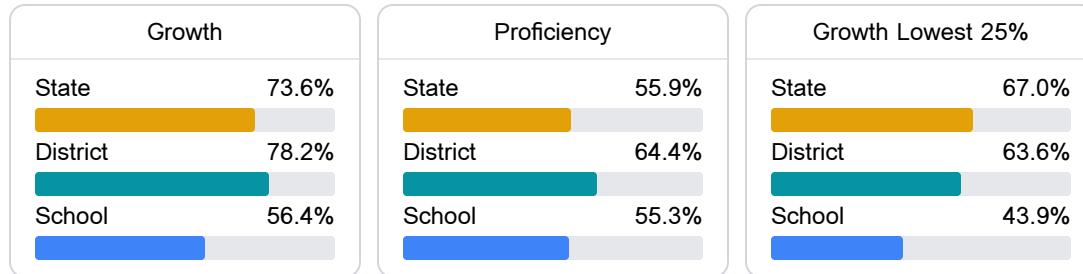 Growth
State 73.6%
District 78.2%
School 56.4%
Proficiency
State 55.9%
District 64.4%
School 55.3%
Growth Lowest 25%
State 67.0%
District 63.6%
School 43.9%